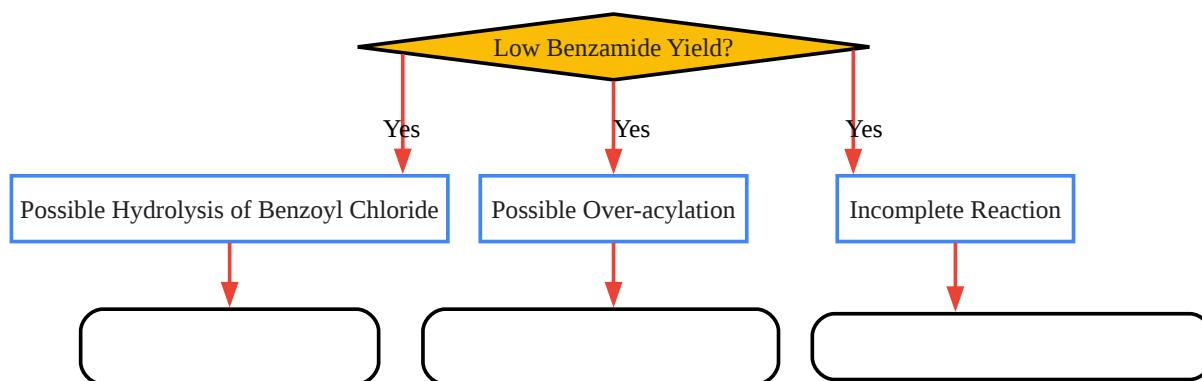 Low Benzamide Yield?
Yes
Yes
Yes
Possible Hydrolysis of Benzoyl Chloride
Possible Over-acylation
Incomplete Reaction